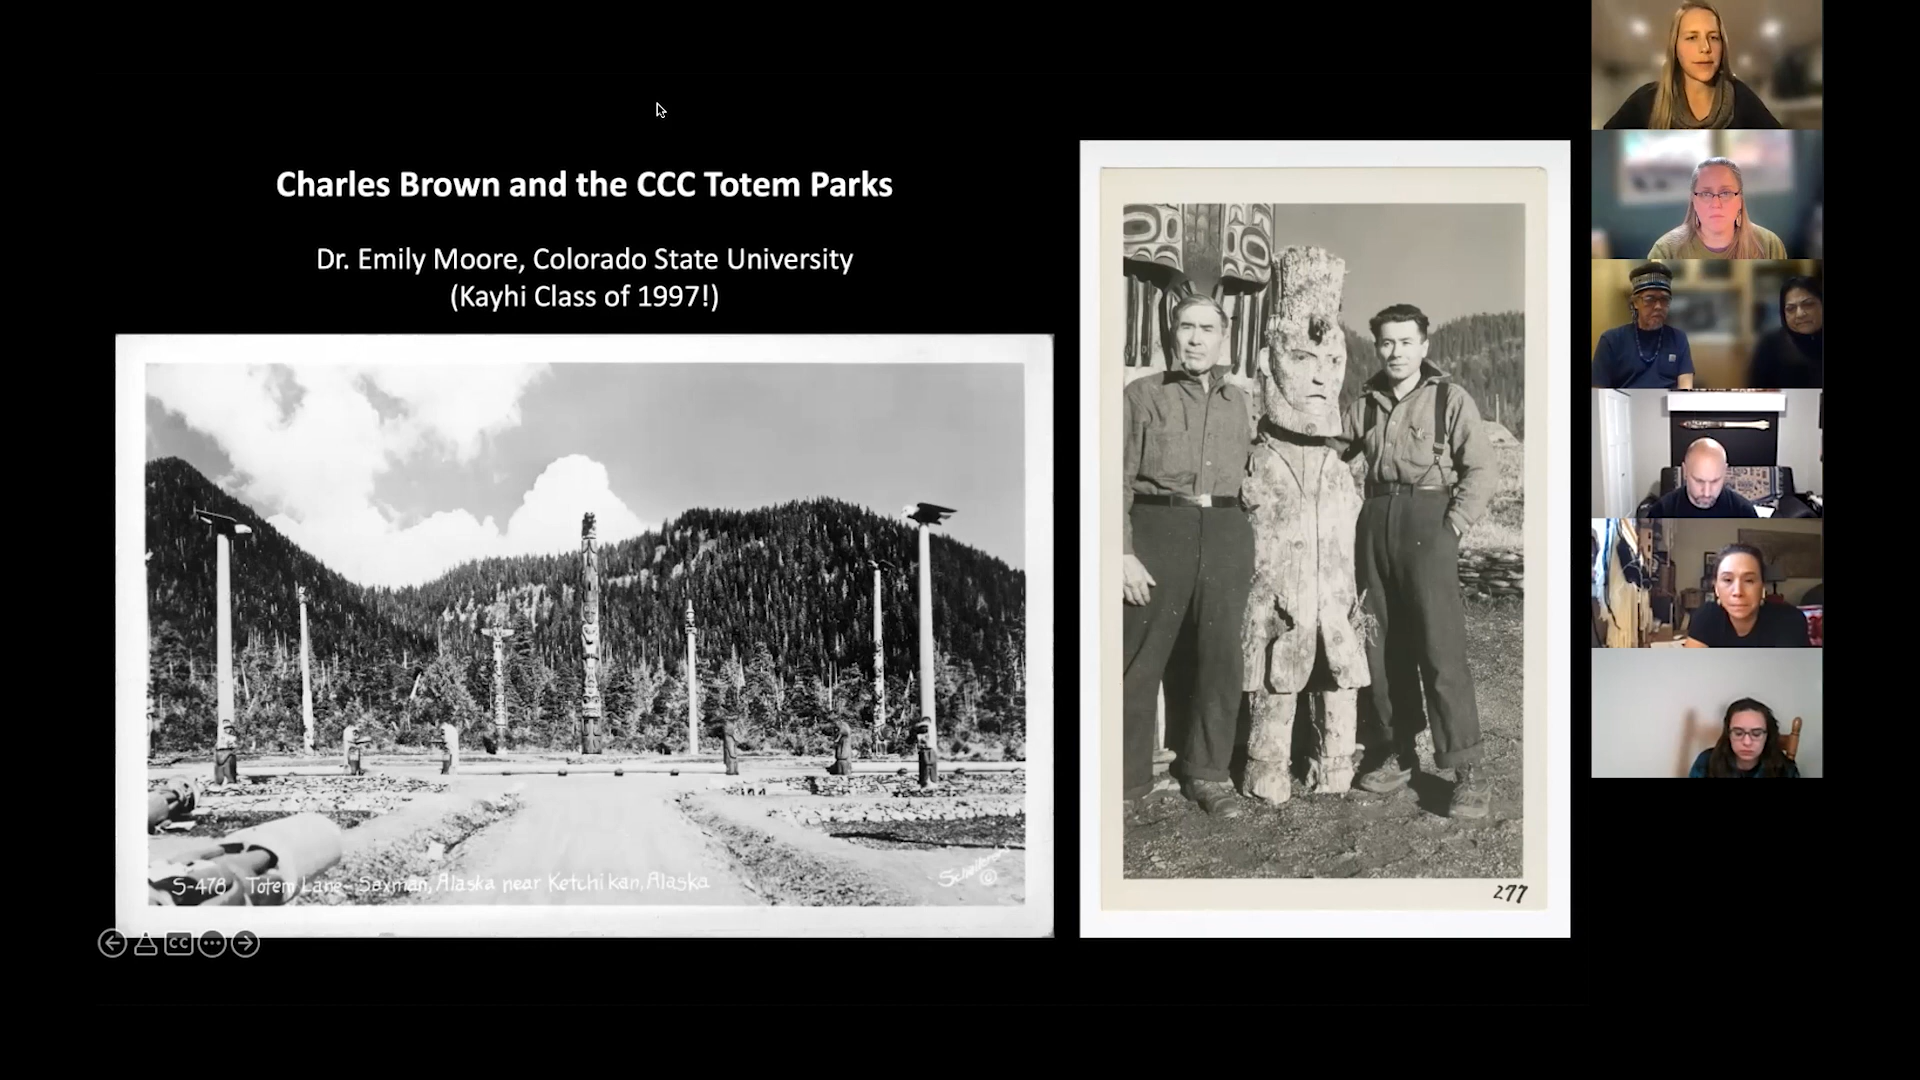 Charles Brown and the CCC Totem Parks
Dr. Emily Moore, Colorado State University
(Kayhi Class of 1997!)
S-478 Totem Lane- Saxman, Alaska near Ketchikan, Alaska
©
277
CC